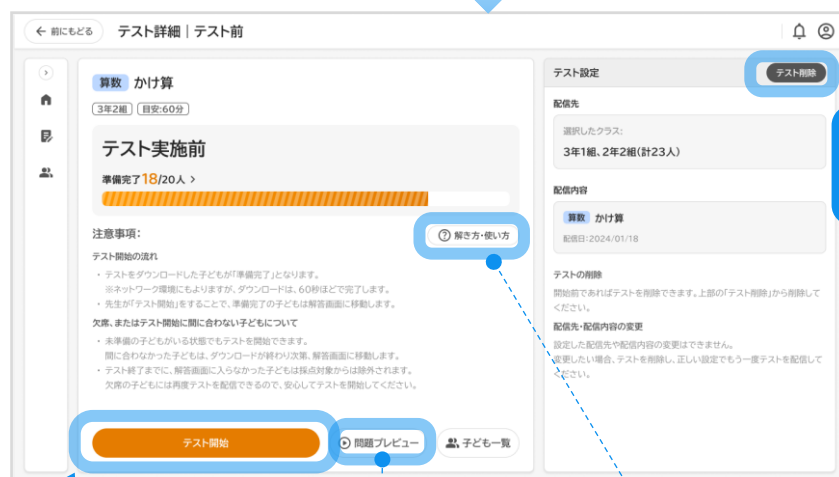 前にもどる
テスト詳細｜テスト前
算数 かけ算
3年2組 目安:60分
テスト実施前
準備完了18/20人 >
注意事項:
解き方・使い方
テスト開始の流れ
・ テストをダウンロードした子どもが「準備完了」となります。
※ネットワーク環境にもよりますが、ダウンロードは、60秒ほどで完了します。
・ 先生が「テスト開始」をすることで、準備完了の子どもは解答画面に移動します。
欠席、またはテスト開始に間に合わない子どもについて
・ 未準備の子どもがいる状態でもテストを開始できます。
間に合わなかった子どもは、ダウンロードが終わり次第、解答画面に移動します。
・ テスト終了までに、解答画面に入らなかった子どもは採点対象からは除外されます。
欠席の子どもには再度テストを配信できるので、安心してテストを開始してください。
テスト開始
問題プレビュー
子ども一覧
テスト設定
テスト削除
配信先
選択したクラス:
3年1組、2年2組(計23人)
配信内容
算数 かけ算
配信日:2024/01/18
テストの削除
開始前であればテストを削除できます。上部の「テスト削除」から削除して
ください。
配信先・配信内容の変更
設定した配信先や配信内容の変更はできません。
変更したい場合、テストを削除し、正しい設定でもう一度テストを配信して
ください。